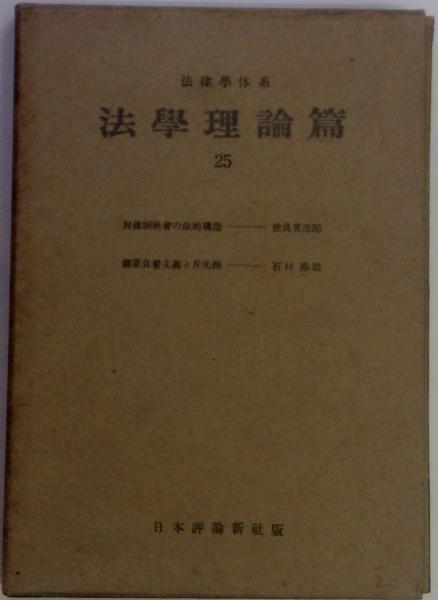 法律學体系
法學理論篇
25
封建制社會の法的構造…………世良晃志郎
鑛業自營主義と斤先掘…………石村善助
日本評論新社版